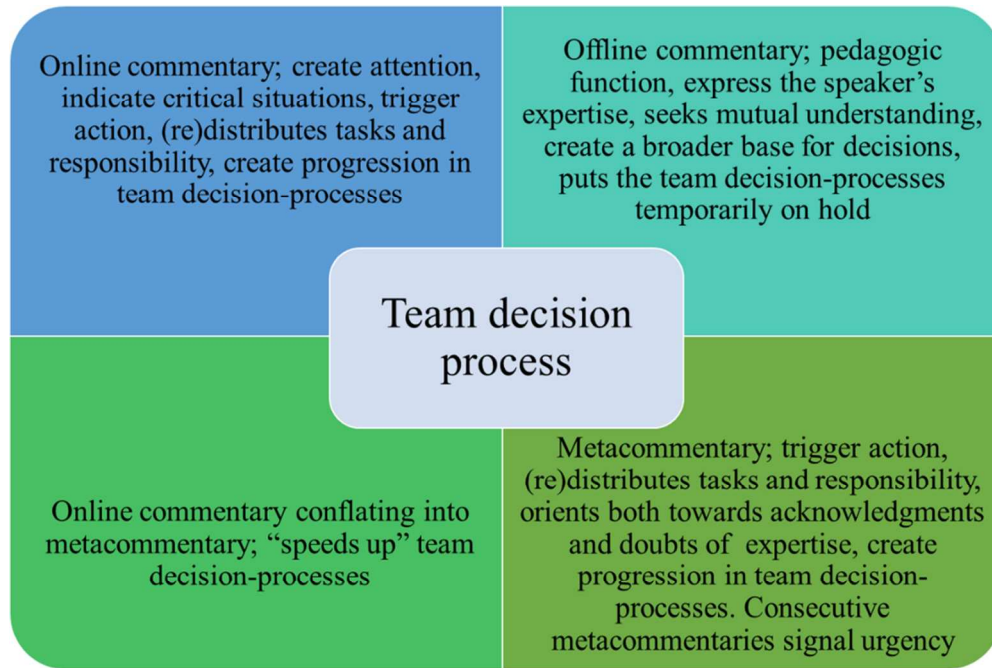 Online commentary; create attention,
indicate critical situations, trigger
action, (re)distributes tasks and
responsibility, create progression in
team decision-processes
Offline commentary; pedagogic
function, express the speaker’s
expertise, seeks mutual understanding,
create a broader base for decisions,
puts the team decision-processes
temporarily on hold
Team decision
process
Online commentary conflating into
metacommentary; “speeds up” team
decision-processes
Metacommentary; trigger action,
(re)distributes tasks and responsibility,
orients both towards acknowledgments
and doubts of expertise, create
progression in team decision-
processes. Consecutive
metacommentaries signal urgency